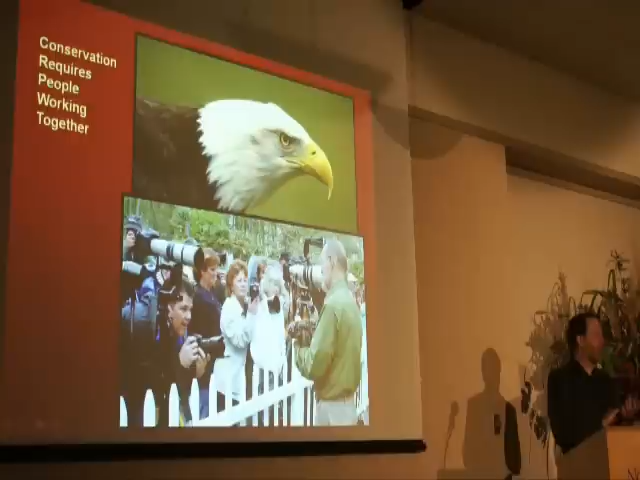 Conservation
Requires
People
Working
Together